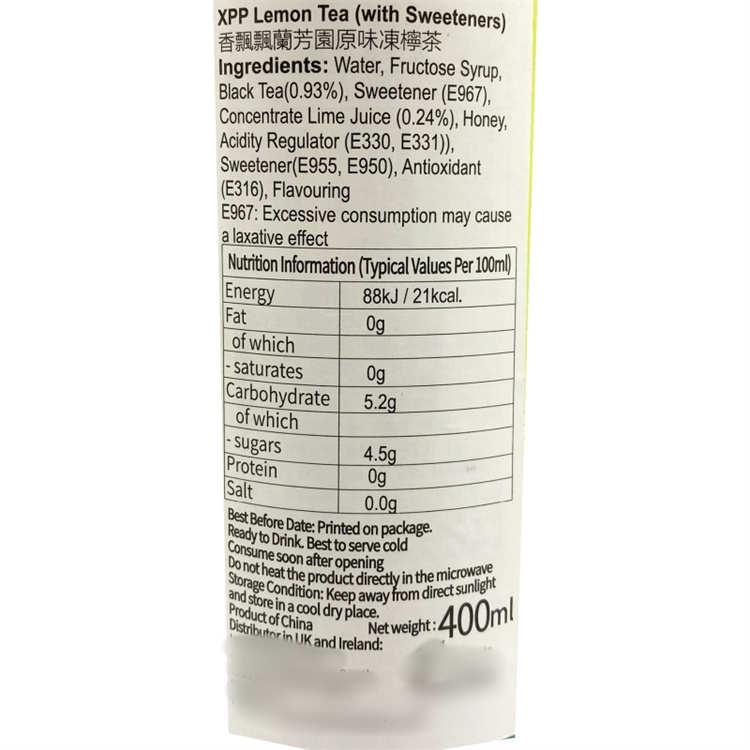 XPP Lemon Tea (with Sweeteners)
香飄飄蘭芳園原味凍檸茶
Ingredients: Water, Fructose Syrup,
Black Tea(0.93%), Sweetener (E967),
Concentrate Lime Juice (0.24%), Honey,
Acidity Regulator (E330, E331)),
Sweetener(E955, E950), Antioxidant
(E316), Flavouring
E967: Excessive consumption may cause
a laxative effect
Nutrition Information (Typical Values Per 100ml)
Energy 88kJ / 21kcal.
Fat 0g
of which
- saturates 0g
Carbohydrate 5.2g
of which
- sugars 4.5g
Protein 0g
Salt 0.0g
Best Before Date: Printed on package.
Ready to Drink. Best to serve cold
Consume soon after opening
Do not heat the product directly in the microwave
Storage Condition: Keep away from direct sunlight
and store in a cool dry place.
Product of China Net weight : 400ml
Distributor in UK and Ireland: